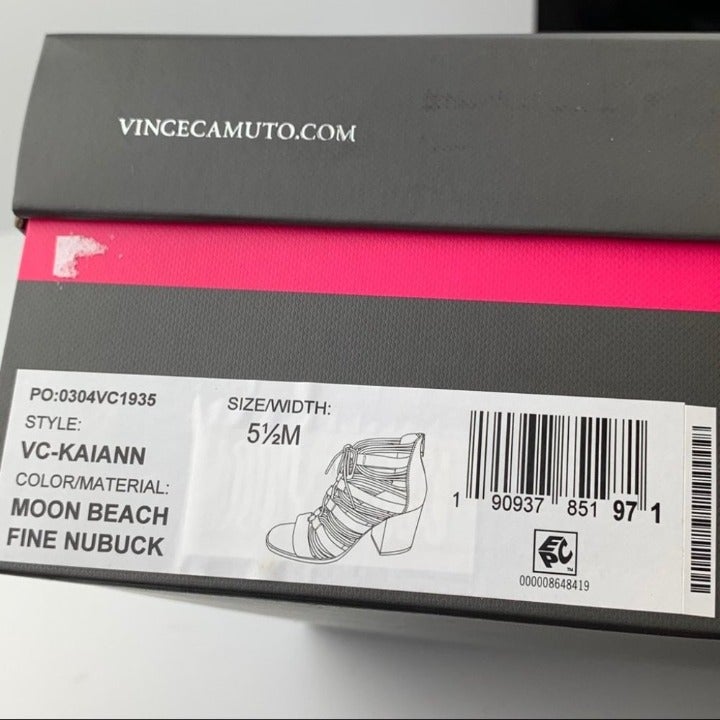 VINCECAMUTO.COM
PO:0304VC1935
STYLE:
VC-KAIANN
COLOR/MATERIAL:
MOON BEACH
FINE NUBUCK
SIZE/WIDTH:
5½M
1 90937 851 97 1
EPC™
000008648419